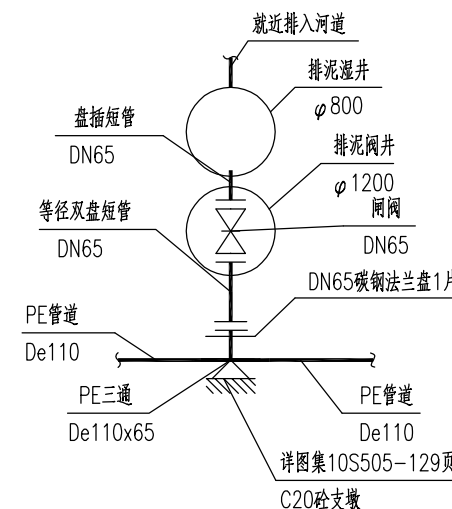 就近排入河道
排泥湿井
φ800
盘插短管
DN65
排泥阀井
φ1200
等径双盘短管
DN65
闸阀
DN65
DN65碳钢法兰盘1片
PE管道
De110
PE三通
De110x65
PE管道
De110
详图集10S505-129页
C20砼支墩